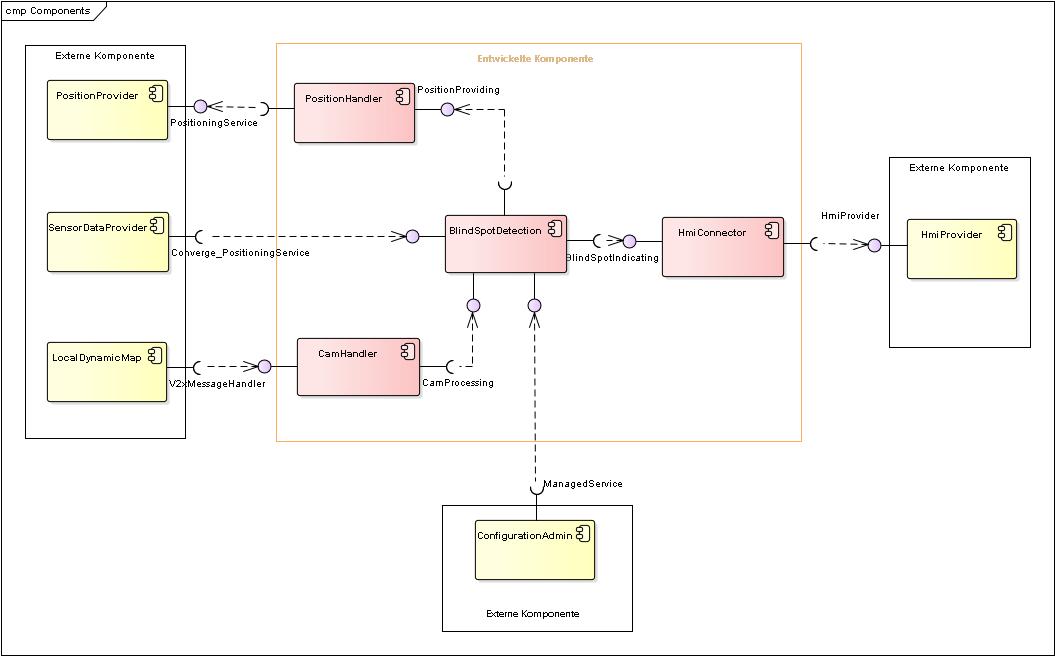 cmp Components
Externe Komponente
Entwickelte Komponente
PositionProvider
PositionHandler
PositionProviding
PositioningService
Externe Komponente
HmiProvider
SensorDataProvider
BlindSpotDetection
HmiConnector
HmiProvider
Converge_PositioningService
BlindSpotIndicating
LocalDynamicMap
CamHandler
V2xMessageHandler
CamProcessing
ManagedService
ConfigurationAdmin
Externe Komponente